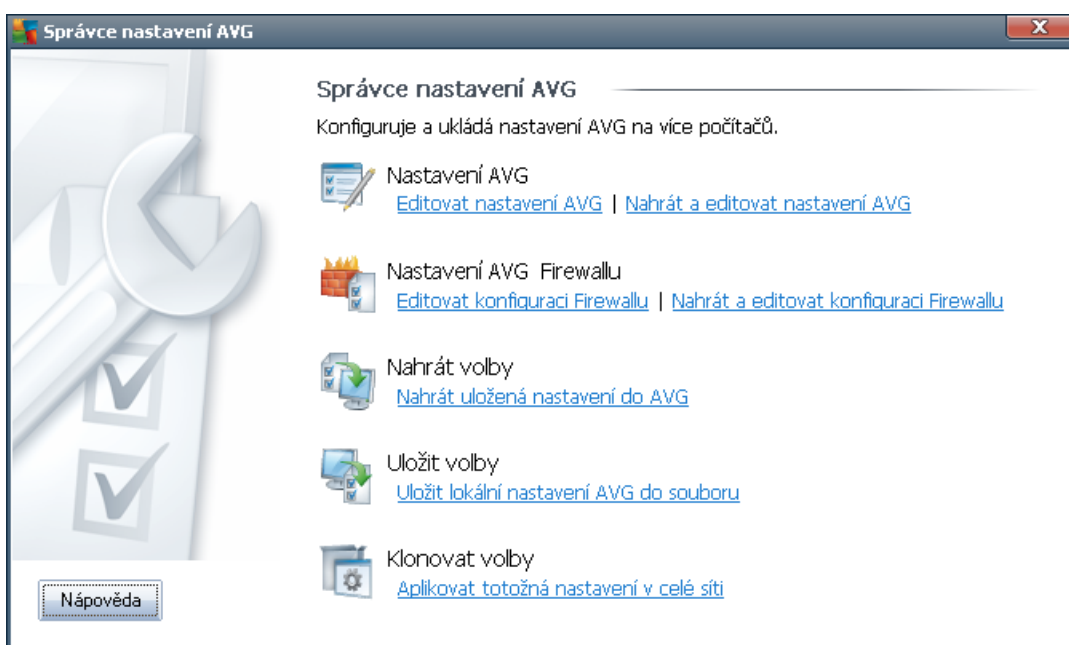 Správce nastavení AVG
Správce nastavení AVG
Konfiguruje a ukládá nastavení AVG na více počítačů.
Nastavení AVG
Editovat nastavení AVG | Nahrát a editovat nastavení AVG
Nastavení AVG Firewallu
Editovat konfiguraci Firewallu | Nahrát a editovat konfiguraci Firewallu
Nahrát volby
Nahrát uložená nastavení do AVG
Uložit volby
Uložit lokální nastavení AVG do souboru
Klonovat volby
Aplikovat totožná nastavení v celé síti
Nápověda